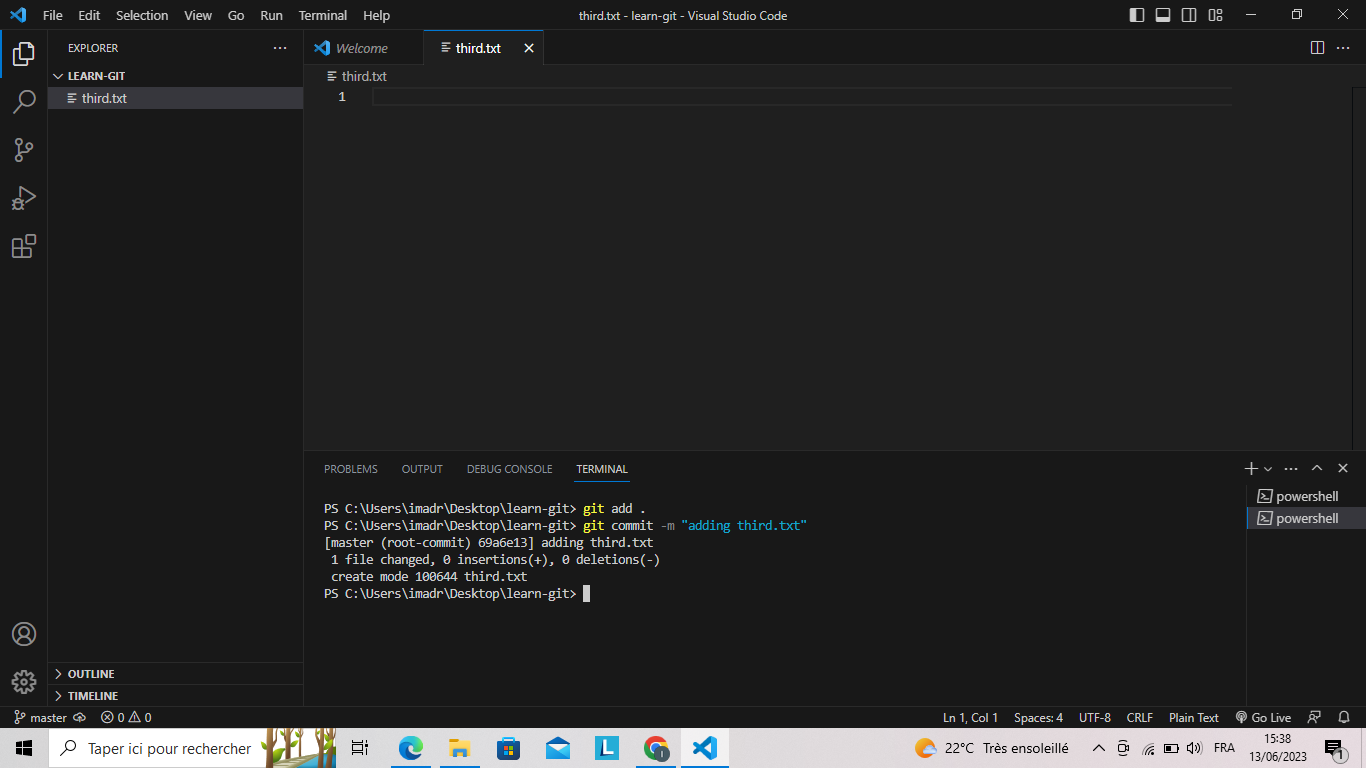 File Edit Selection View Go Run Terminal Help
third.txt - learn-git - Visual Studio Code
EXPLORER
LEARN-GIT
third.txt
OUTLINE
TIMELINE
Welcome
third.txt
third.txt
1
PROBLEMS OUTPUT DEBUG CONSOLE TERMINAL
PS C:\Users\imadr\Desktop\learn-git> git add .
PS C:\Users\imadr\Desktop\learn-git> git commit -m "adding third.txt"
[master (root-commit) 69a6e13] adding third.txt
 1 file changed, 0 insertions(+), 0 deletions(-)
 create mode 100644 third.txt
PS C:\Users\imadr\Desktop\learn-git>
powershell
powershell
master 0 0 Ln 1, Col 1 Spaces: 4 UTF-8 CRLF Plain Text Go Live
Taper ici pour rechercher
L
22°C Très ensoleillé
FRA
15:38
13/06/2023
1